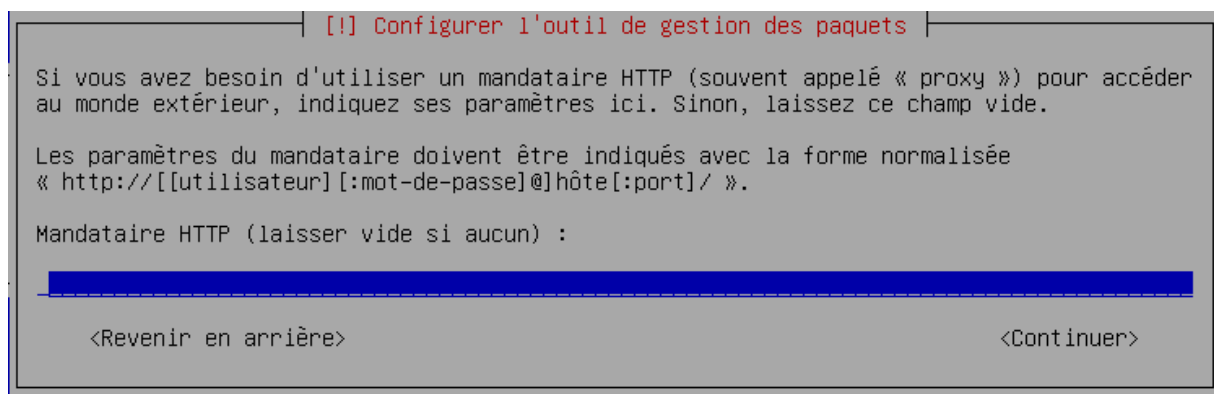 [!] Configurer l'outil de gestion des paquets
Si vous avez besoin d'utiliser un mandataire HTTP (souvent appelé « proxy ») pour accéder
au monde extérieur, indiquez ses paramètres ici. Sinon, laissez ce champ vide.
Les paramètres du mandataire doivent être indiqués avec la forme normalisée
« http://[[utilisateur][:mot-de-passe]@]hôte[:port]/ ».
Mandataire HTTP (laisser vide si aucun) :
<Revenir en arrière> <Continuer>